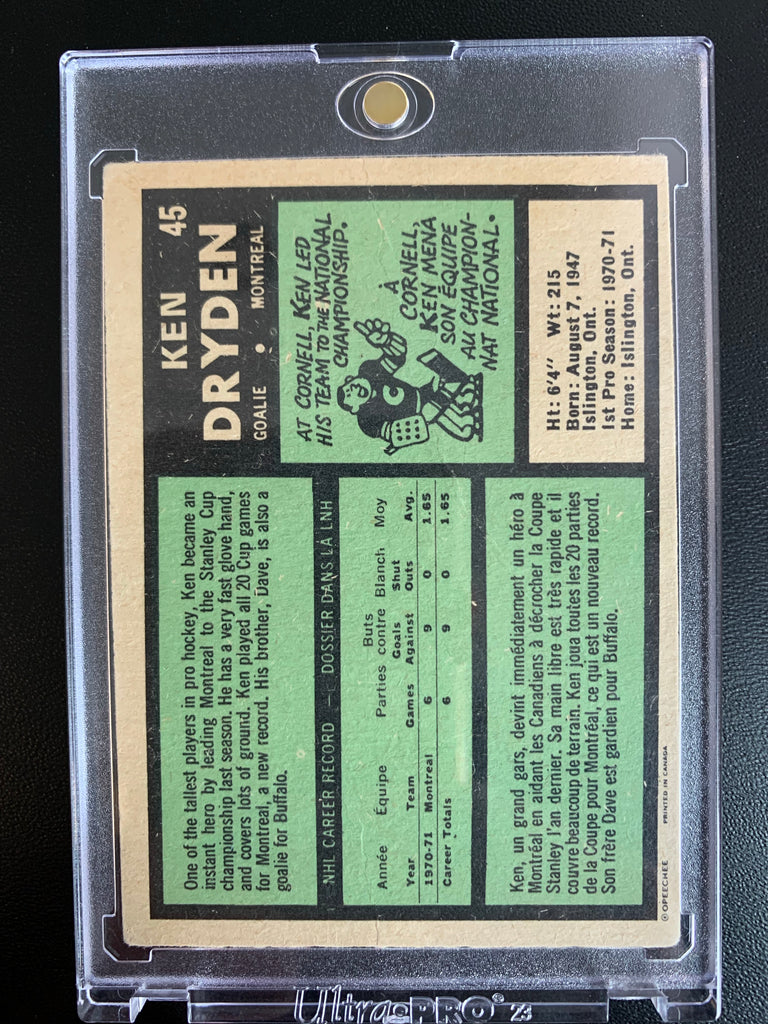 KEN 45
DRYDEN
GOALIE • MONTREAL
One of the tallest players in pro hockey, Ken became an
instant hero by leading Montreal to the Stanley Cup
championship last season. He has a very fast glove hand,
and covers lots of ground. Ken played all 20 Cup games
for Montreal, a new record. His brother, Dave, is also a
goalie for Buffalo.
AT CORNELL, KEN LED
HIS TEAM TO THE NATIONAL
CHAMPIONSHIP.
À
CORNELL,
KEN MENA
SON ÉQUIPE
AU CHAMPION-
NAT NATIONAL.
C
NHL CAREER RECORD — DOSSIER DANS LA LNH
Année Équipe Parties Buts contre Blanch Moy
Year Team Games Goals Against Shut Outs Avg.
1970-71 Montreal 6 9 0 1.65
Career Totals 6 9 0 1.65
Ken, un grand gars, devint immédiatement un héro à
Montréal en aidant les Canadiens à décrocher la Coupe
Stanley l'an dernier. Sa main libre est très rapide et il
couvre beaucoup de terrain. Ken joua toutes les 20 parties
de la Coupe pour Montréal, ce qui est un nouveau record.
Son frère Dave est gardien pour Buffalo.
Ht: 6'4" Wt: 215
Born: August 7, 1947
Islington, Ont.
1st Pro Season: 1970-71
Home: Islington, Ont.
© OPEECHEE PRINTED IN CANADA
Ultra PRO®